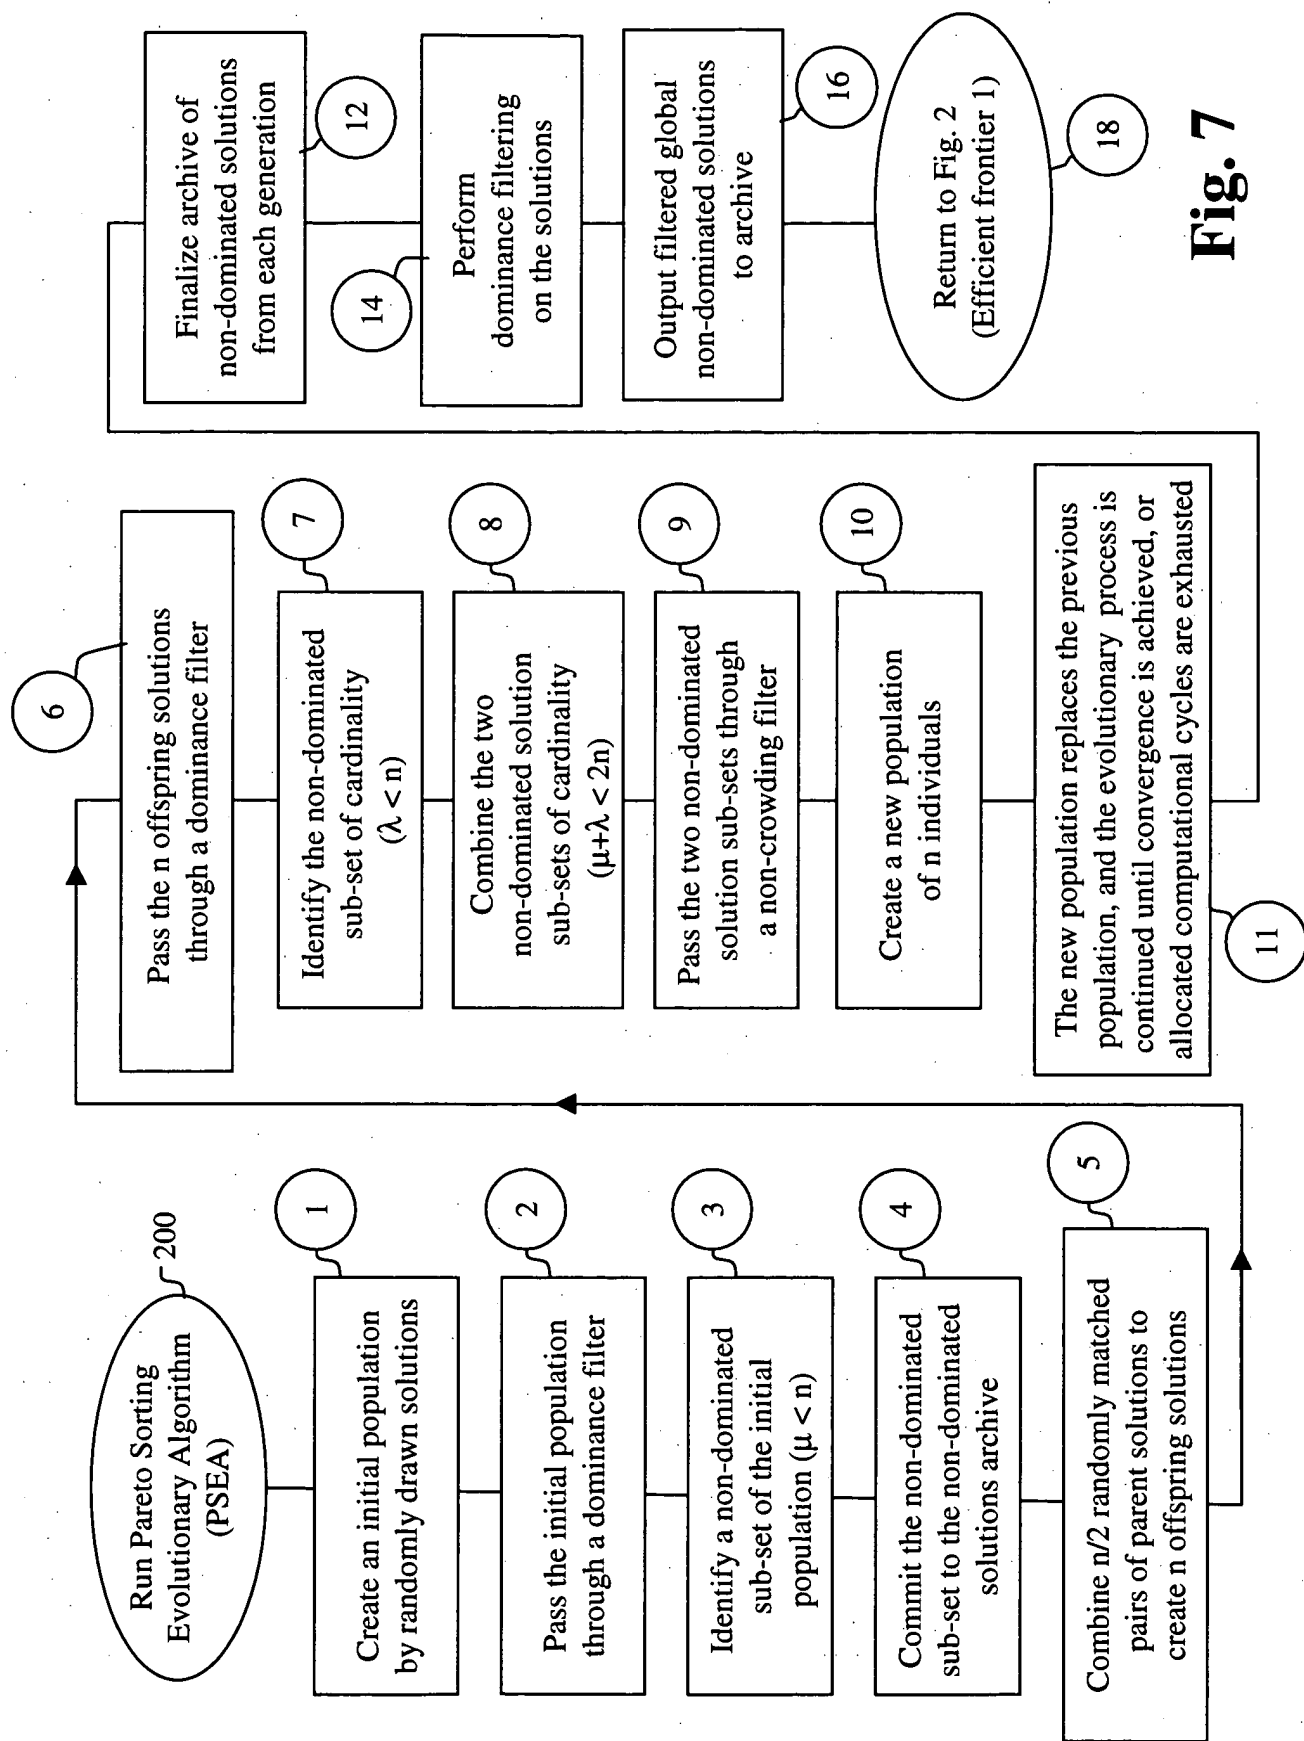 Run Pareto Sorting
Evolutionary Algorithm
(PSEA)
200
1
Create an initial population
by randomly drawn solutions
2
Pass the initial population
through a dominance filter
3
Identify a non-dominated
sub-set of the initial
population (μ < n)
4
Commit the non-dominated
sub-set to the non-dominated
solutions archive
5
Combine n/2 randomly matched
pairs of parent solutions to
create n offspring solutions
6
Pass the n offspring solutions
through a dominance filter
7
Identify the non-dominated
sub-set of cardinality
(λ < n)
8
Combine the two
non-dominated solution
sub-sets of cardinality
(μ+λ < 2n)
9
Pass the two non-dominated
solution sub-sets through
a non-crowding filter
10
Create a new population
of n individuals
The new population replaces the previous
population, and the evolutionary process is
continued until convergence is achieved, or
allocated computational cycles are exhausted
11
Finalize archive of
non-dominated solutions
from each generation
12
14
Perform
dominance filtering
on the solutions
Output filtered global
non-dominated solutions
to archive
16
Return to Fig. 2
(Efficient frontier 1)
18
Fig. 7